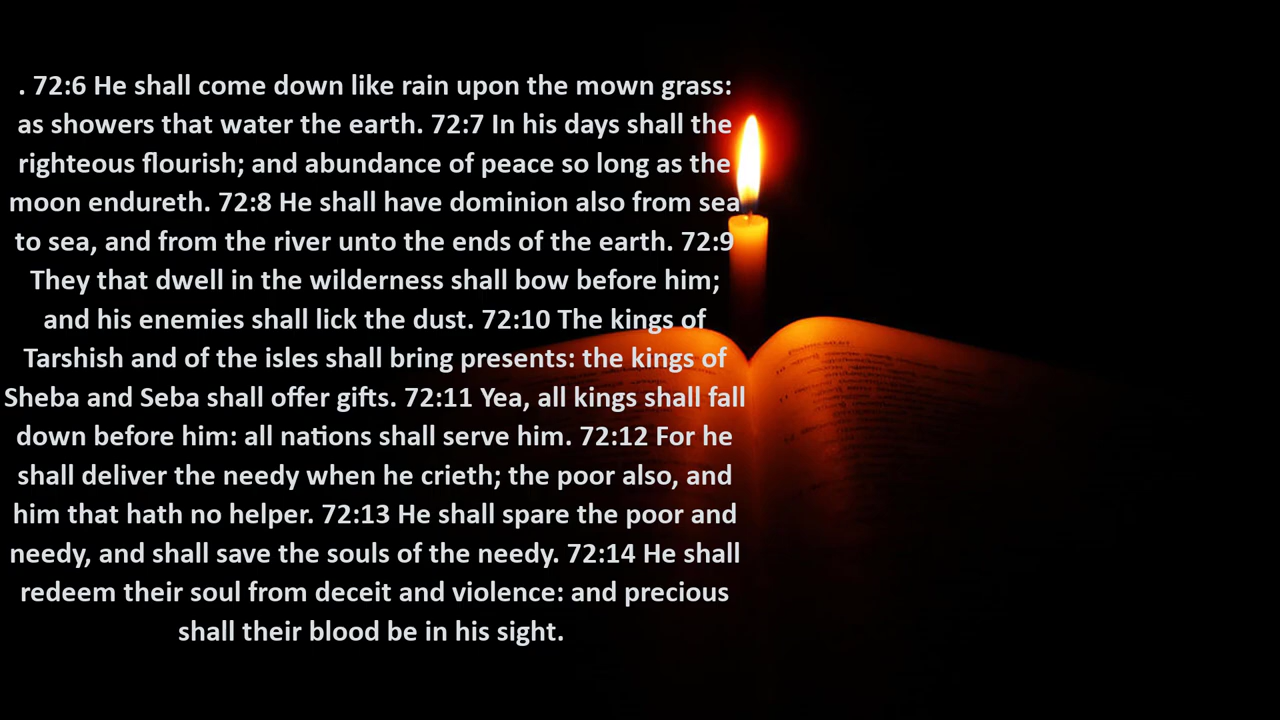 . 72:6 He shall come down like rain upon the mown grass:
as showers that water the earth. 72:7 In his days shall the
righteous flourish; and abundance of peace so long as the
moon endureth. 72:8 He shall have dominion also from sea
to sea, and from the river unto the ends of the earth. 72:9
They that dwell in the wilderness shall bow before him;
and his enemies shall lick the dust. 72:10 The kings of
Tarshish and of the isles shall bring presents: the kings of
Sheba and Seba shall offer gifts. 72:11 Yea, all kings shall fall
down before him: all nations shall serve him. 72:12 For he
shall deliver the needy when he crieth; the poor also, and
him that hath no helper. 72:13 He shall spare the poor and
needy, and shall save the souls of the needy. 72:14 He shall
redeem their soul from deceit and violence: and precious
shall their blood be in his sight.